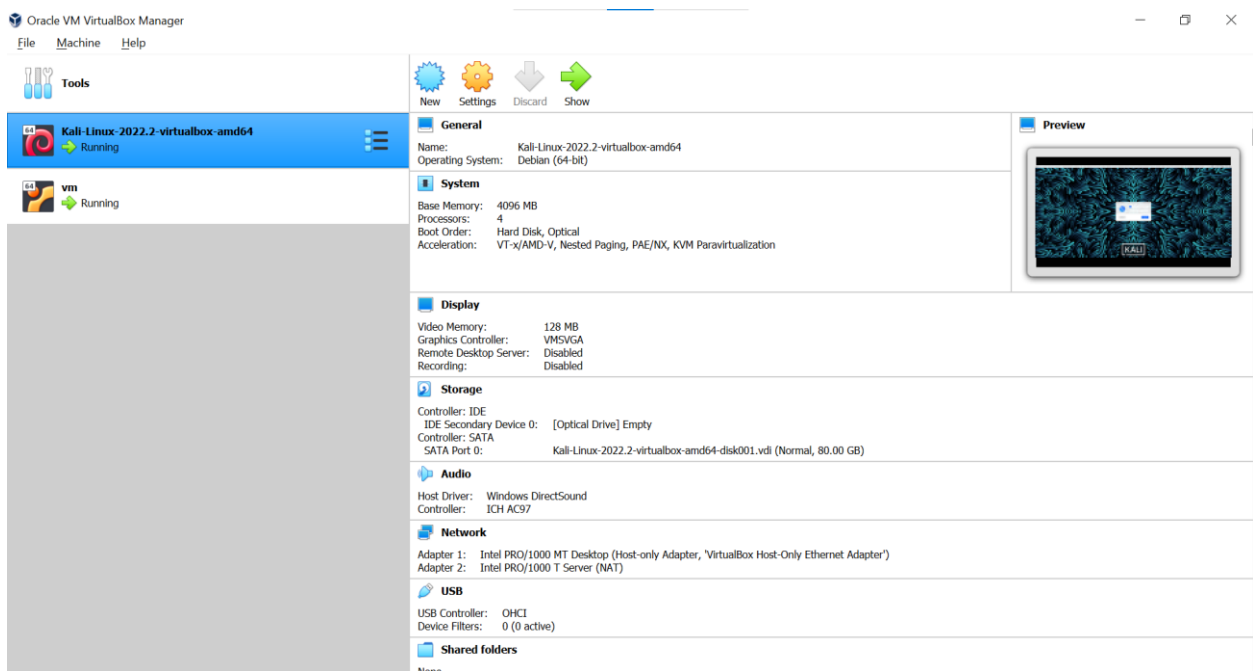 Oracle VM VirtualBox Manager
File Machine Help
Tools
New Settings Discard Show
64 Kali-Linux-2022.2-virtualbox-amd64
Running
64 vm
Running
General
Name: Kali-Linux-2022.2-virtualbox-amd64
Operating System: Debian (64-bit)
System
Base Memory: 4096 MB
Processors: 4
Boot Order: Hard Disk, Optical
Acceleration: VT-x/AMD-V, Nested Paging, PAE/NX, KVM Paravirtualization
Preview
KALI
Display
Video Memory: 128 MB
Graphics Controller: VMSVGA
Remote Desktop Server: Disabled
Recording: Disabled
Storage
Controller: IDE
IDE Secondary Device 0: [Optical Drive] Empty
Controller: SATA
SATA Port 0: Kali-Linux-2022.2-virtualbox-amd64-disk001.vdi (Normal, 80.00 GB)
Audio
Host Driver: Windows DirectSound
Controller: ICH AC97
Network
Adapter 1: Intel PRO/1000 MT Desktop (Host-only Adapter, 'VirtualBox Host-Only Ethernet Adapter')
Adapter 2: Intel PRO/1000 T Server (NAT)
USB
USB Controller: OHCI
Device Filters: 0 (0 active)
Shared folders
None